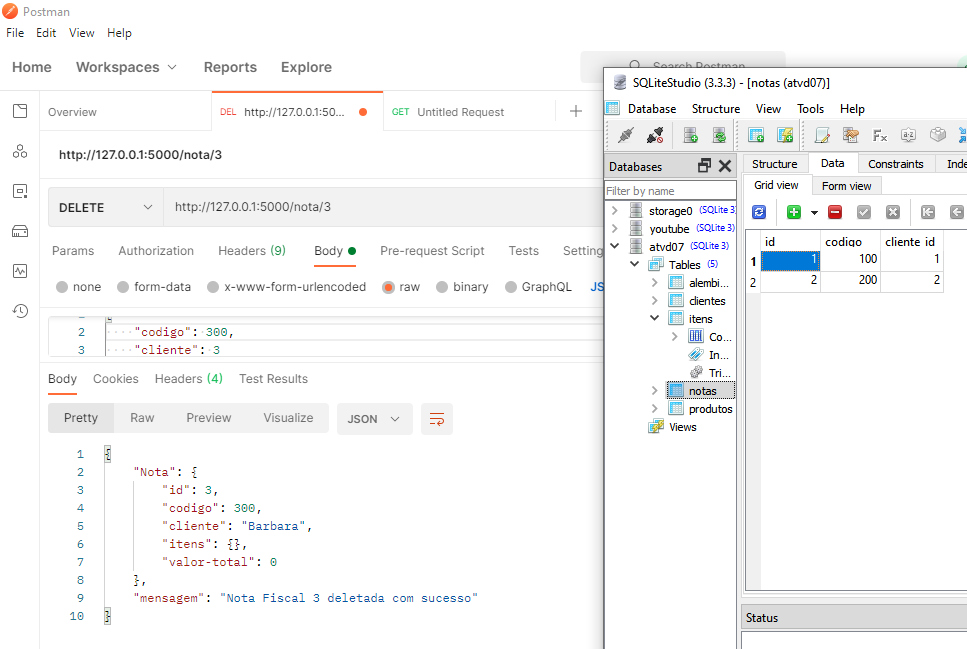 Postman
File Edit View Help
Home Workspaces Reports Explore Search Postman
Overview DEL http://127.0.0.1:50... GET Untitled Request
http://127.0.0.1:5000/nota/3
DELETE http://127.0.0.1:5000/nota/3
Params Authorization Headers (9) Body Pre-request Script Tests Setting
none form-data x-www-form-urlencoded raw binary GraphQL JS
2 "codigo": 300,
3 "cliente": 3
Body Cookies Headers (4) Test Results
Pretty Raw Preview Visualize JSON
1 {
2 "Nota": {
3 "id": 3,
4 "codigo": 300,
5 "cliente": "Barbara",
6 "itens": {},
7 "valor-total": 0
8 },
9 "mensagem": "Nota Fiscal 3 deletada com sucesso"
10 }
SQLiteStudio (3.3.3) - [notas (atvd07)]
Database Structure View Tools Help
Databases
Filter by name
storage0 (SQLite 3)
youtube (SQLite 3)
atvd07 (SQLite 3)
Tables (5)
alembi...
clientes
itens
Co...
In...
Tri...
notas
produtos
Views
Structure Data Constraints Inde
Grid view Form view
id codigo cliente_id
1 1 100 1
2 2 200 2
Status